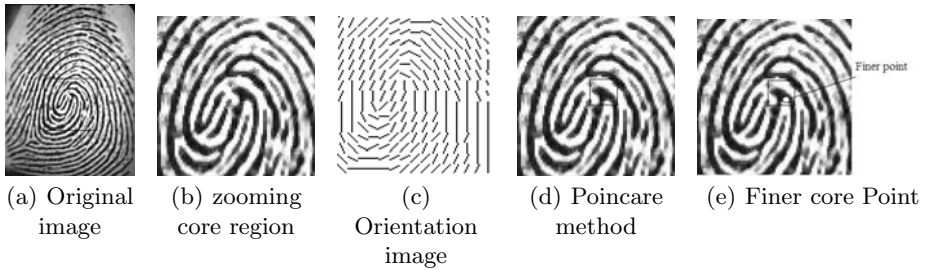 Finer point
(a) Original
image
(b) zooming
core region
(c)
Orientation
image
(d) Poincare
method
(e) Finer core Point